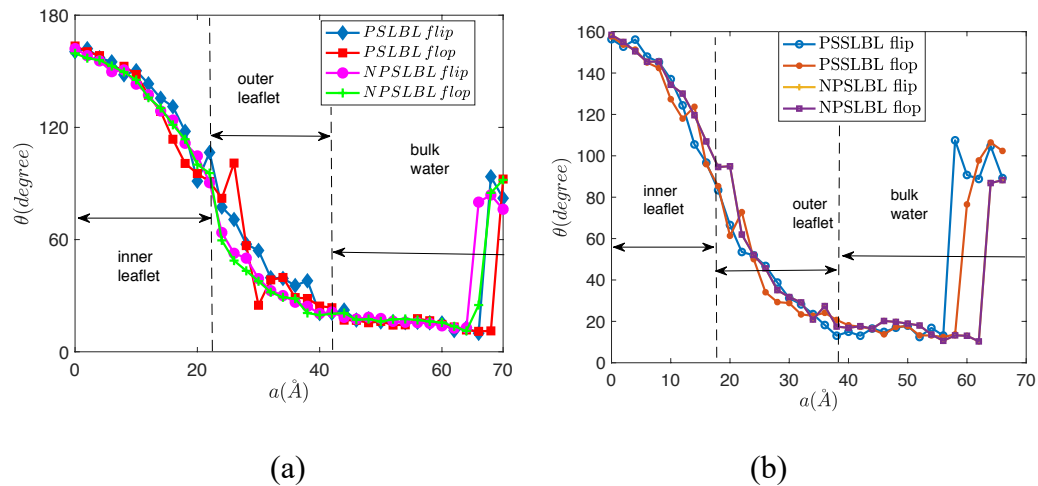 180
120
60
0
θ(degree)
0
20
40
60
70
a(Å)
PSLBL flip
PSLBL flop
NPSLBL flip
NPSLBL flop
outer
leaflet
bulk
water
inner
leaflet
(a)
160
140
120
100
80
60
40
20
0
θ(degree)
0
10
20
30
40
50
60
70
a(Å)
PSSLBL flip
PSSLBL flop
NPSLBL flip
NPSLBL flop
inner
leaflet
outer
leaflet
bulk
water
(b)